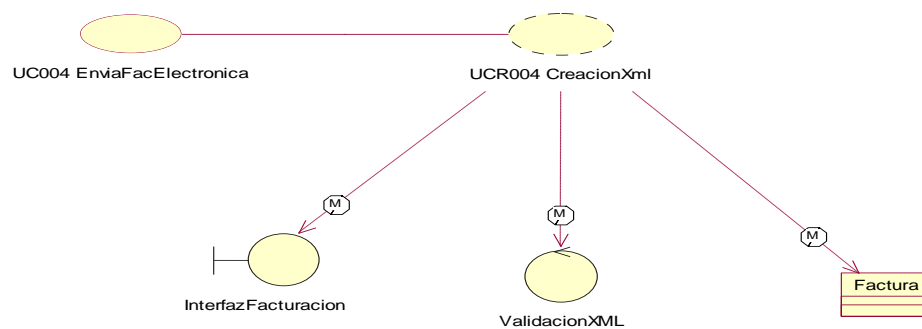 UC004 EnviaFacElectronica
UCR004 CreacionXml
M
M
M
InterfazFacturacion
ValidacionXML
Factura